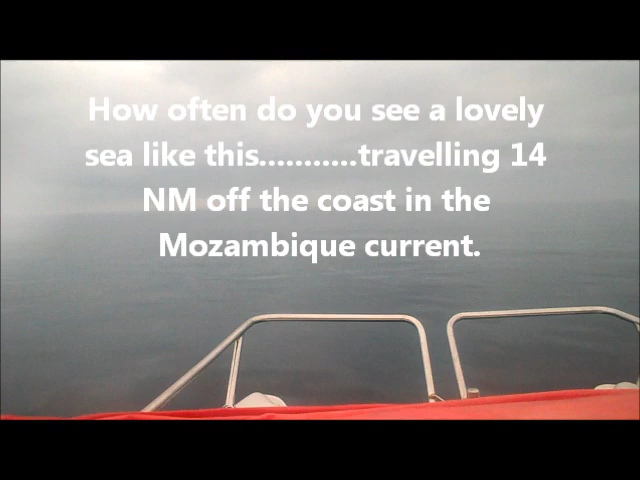 How often do you see a lovely
sea like this...........travelling 14
NM off the coast in the
Mozambique current.